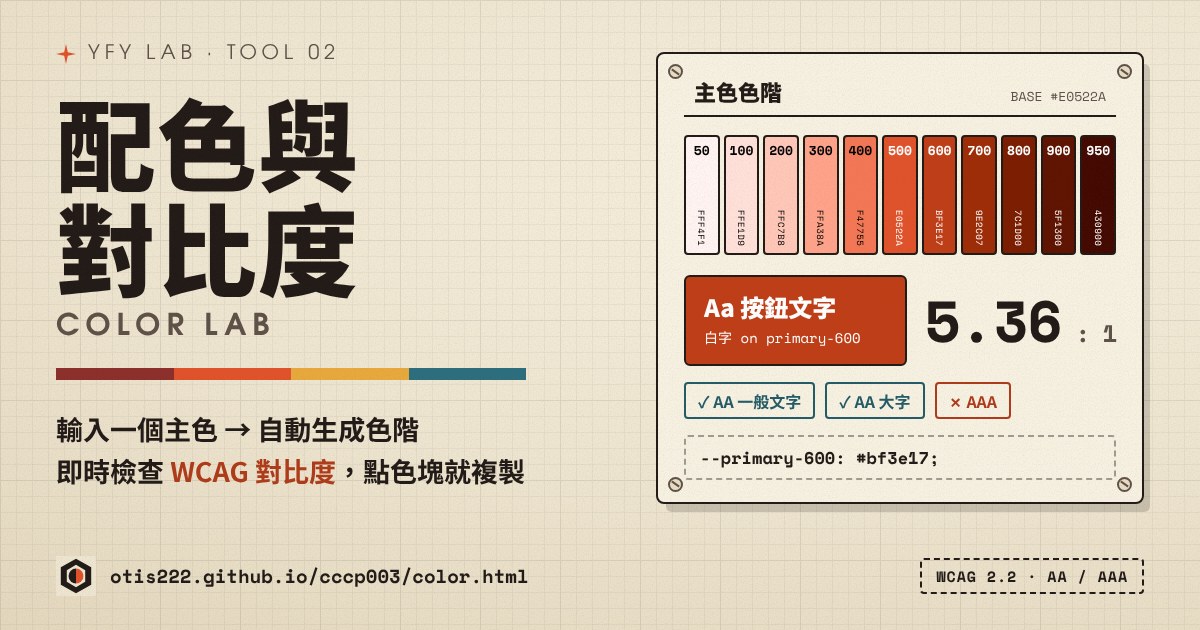 YFY LAB · TOOL 02
配色與
對比度
COLOR LAB
輸入一個主色 → 自動生成色階
即時檢查 WCAG 對比度，點色塊就複製
otis222.github.io/cccp003/color.html
主色色階
BASE #E0522A
50 100 200 300 400 500 600 700 800 900 950
FFF4F1 FFE1D9 FFC7B8 FFA38A F47755 E0522A BF3E17 9E2C07 7C1D00 5F1300 430900
Aa 按鈕文字
白字 on primary-600
5.36 : 1
✓ AA 一般文字
✓ AA 大字
× AAA
--primary-600: #bf3e17;
WCAG 2.2 · AA / AAA